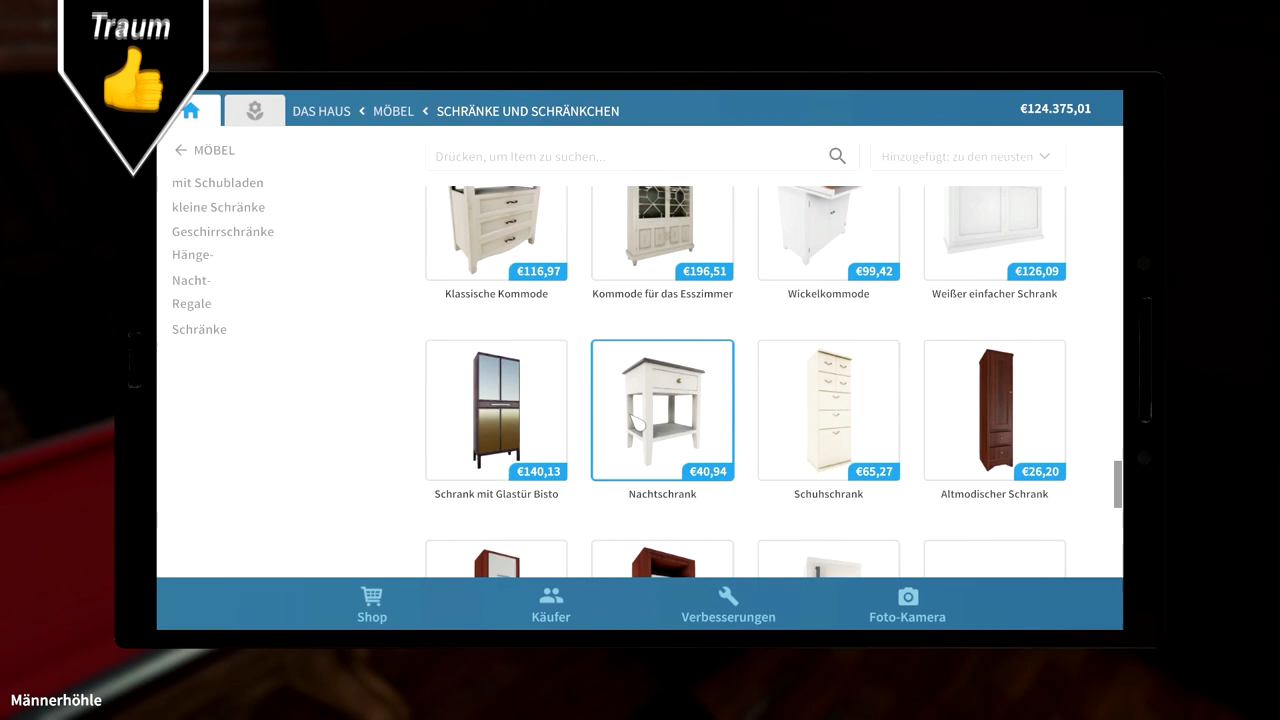 Traum
DAS HAUS < MÖBEL < SCHRÄNKE UND SCHRÄNKCHEN
€124.375,01
MÖBEL
mit Schubladen
kleine Schränke
Geschirrschränke
Hänge-
Nacht-
Regale
Schränke
Drücken, um Item zu suchen...
Hinzugefügt: zu den neusten
€116,97
€196,51
€99,42
€126,09
Klassische Kommode
Kommode für das Esszimmer
Wickelkommode
Weißer einfacher Schrank
€140,13
€40,94
€65,27
€26,20
Schrank mit Glastür Bisto
Nachtschrank
Schuhschrank
Altmodischer Schrank
Shop
Käufer
Verbesserungen
Foto-Kamera
Männerhöhle